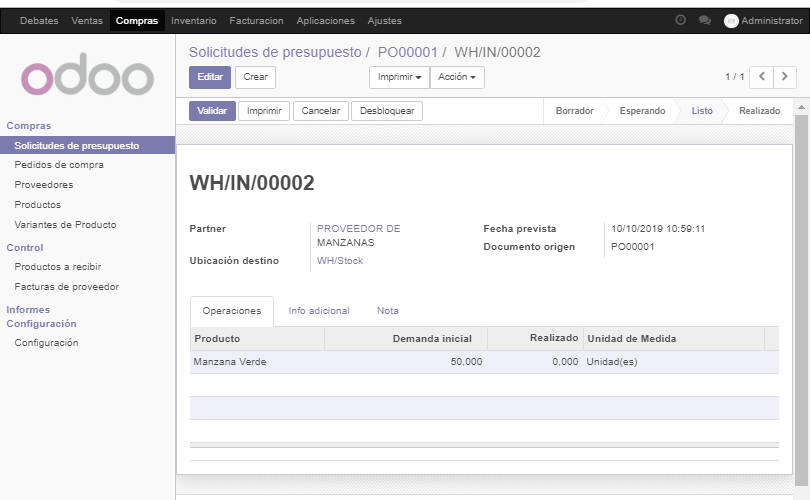 Debates Ventas Compras Inventario Facturacion Aplicaciones Ajustes Administrator
odoo
Compras
Solicitudes de presupuesto
Pedidos de compra
Proveedores
Productos
Variantes de Producto
Control
Productos a recibir
Facturas de proveedor
Informes
Configuración
Configuración
Solicitudes de presupuesto / PO00001 / WH/IN/00002
Editar Crear Imprimir Acción 1 / 1
Validar Imprimir Cancelar Desbloquear Borrador Esperando Listo Realizado
WH/IN/00002
Partner PROVEEDOR DE Fecha prevista 10/10/2019 10:59:11
MANZANAS Documento origen PO00001
Ubicación destino WH/Stock
Operaciones Info adicional Nota
Producto Demanda inicial Realizado Unidad de Medida
Manzana Verde 50,000 0,000 Unidad(es)